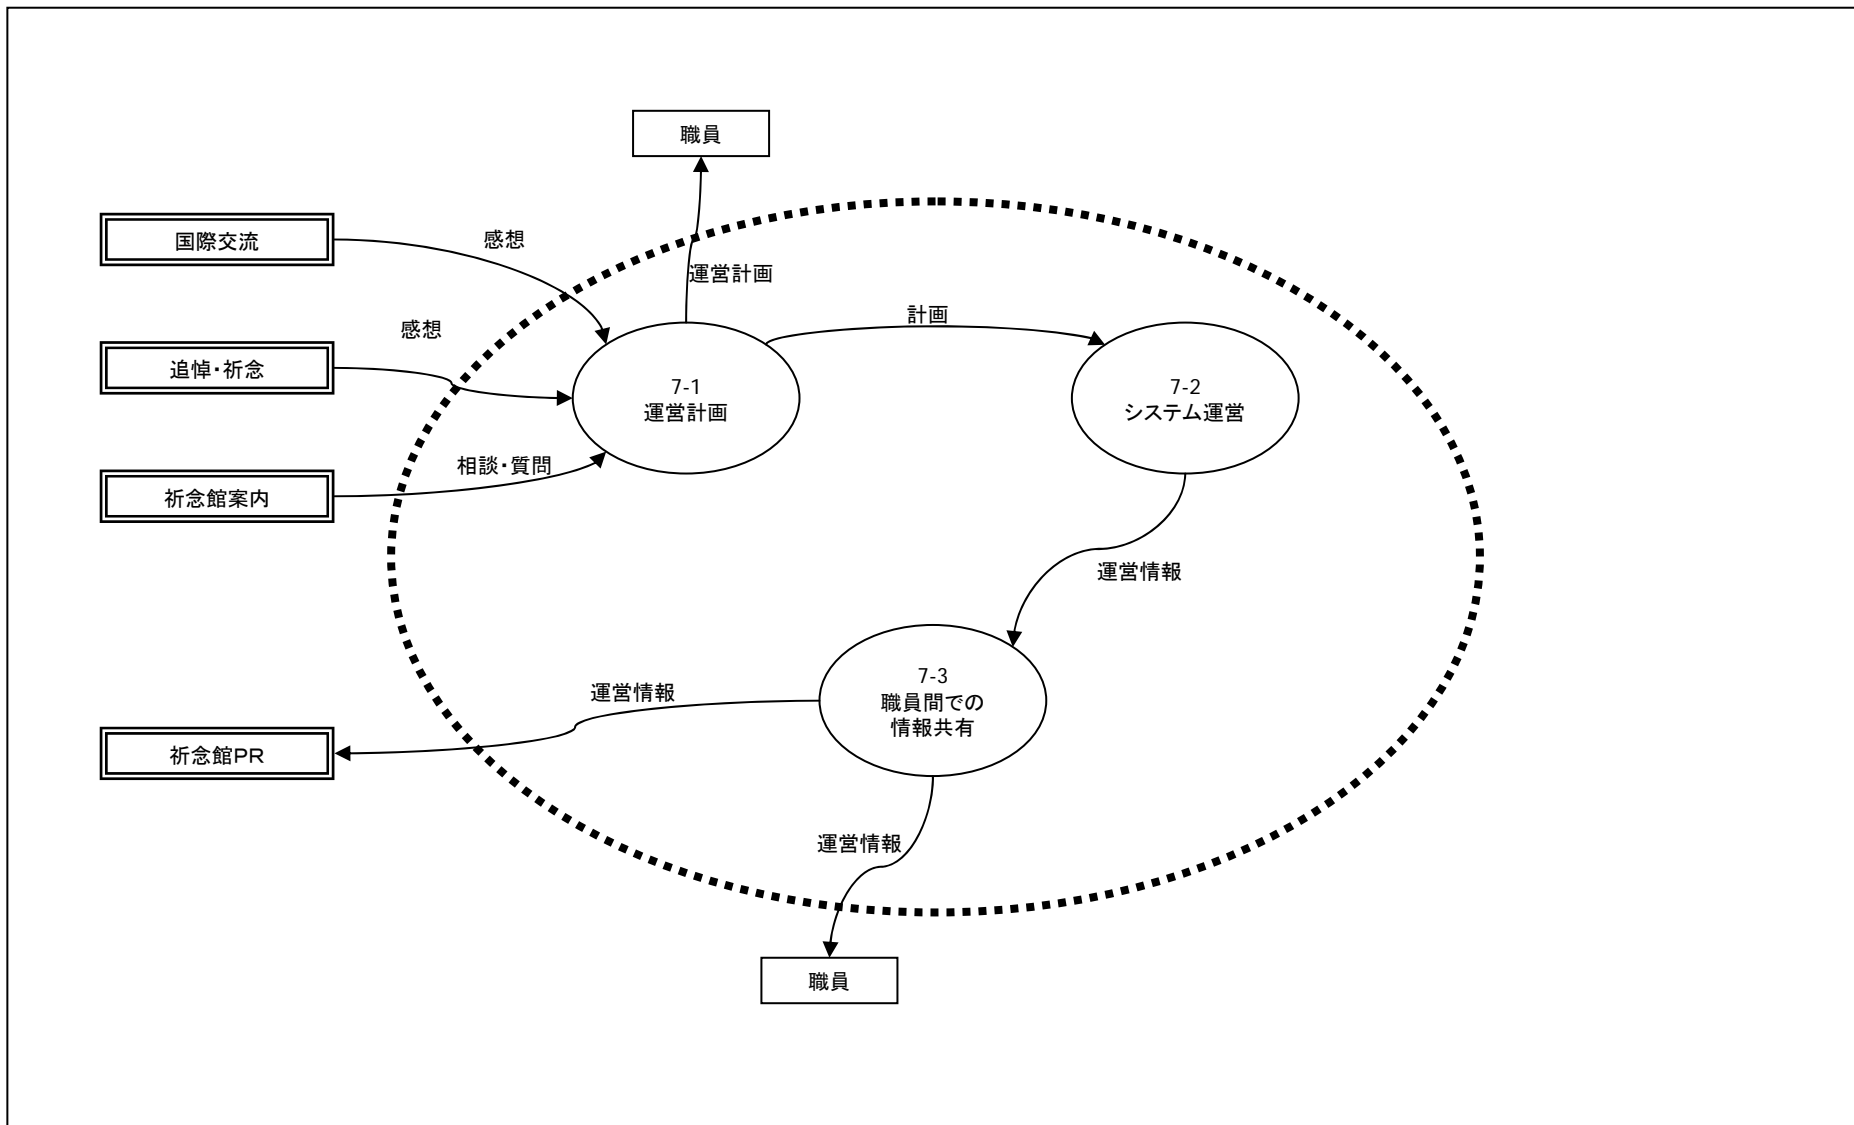 職員
国際交流
感想
運営計画
計画
感想
追悼・祈念
7-1
運営計画
7-2
システム運営
相談・質問
祈念館案内
運営情報
7-3
職員間での
情報共有
運営情報
祈念館PR
運営情報
職員